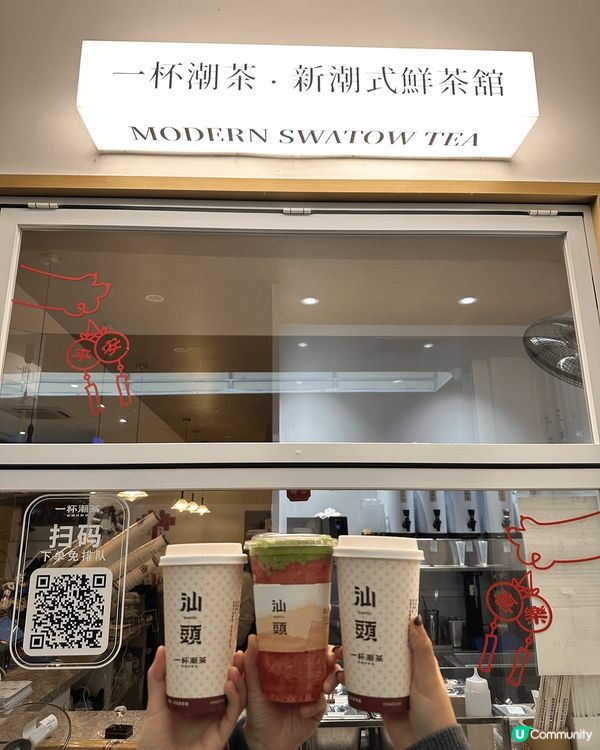 一杯潮茶 · 新潮式鮮茶舘
MODERN SWATOW TEA
平安
一杯潮茶
扫码
下单免排队
樂
汕
頭
一杯潮茶
汕
頭
汕
頭
一杯潮茶
U Community